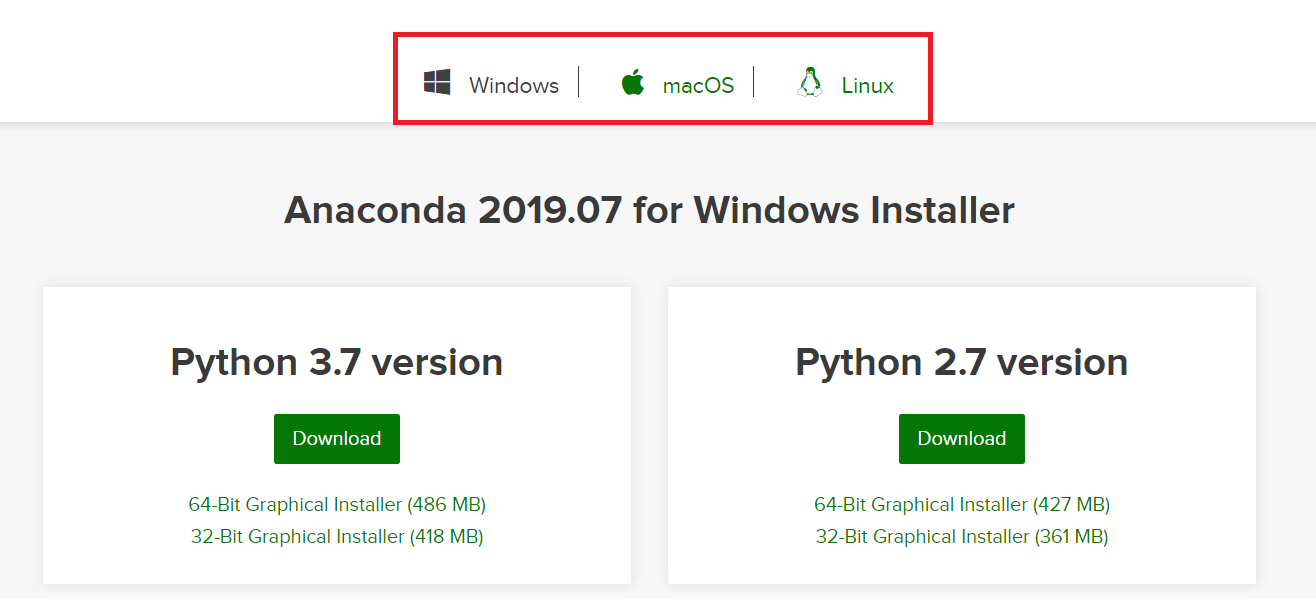 Windows macOS Linux
Anaconda 2019.07 for Windows Installer
Python 3.7 version
Download
64-Bit Graphical Installer (486 MB)
32-Bit Graphical Installer (418 MB)
Python 2.7 version
Download
64-Bit Graphical Installer (427 MB)
32-Bit Graphical Installer (361 MB)